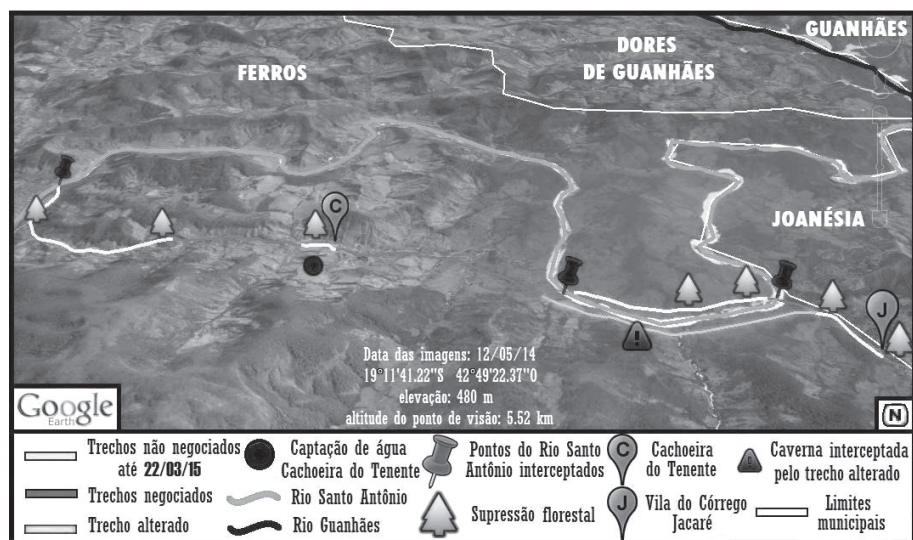 GUANHÃES
DORES
DE GUANHÃES
FERROS
C
JOANÉSIA
J
Data das imagens: 12/05/14
19°11'41.22"S 42°49'22.37"O
elevação: 480 m
altitude do ponto de visão: 5.52 km
Google
Earth
N
Trechos não negociados
até 22/03/15
Trechos negociados
Trecho alterado
Captação de água
Cachoeira do Tenente
Rio Santo Antônio
Rio Guanhães
Pontos do Rio Santo
Antônio interceptados
Supressão florestal
C
Cachoeira
do Tenente
J
Vila do Córrego
Jacaré
Caverna interceptada
pelo trecho alterado
Limites
municipais